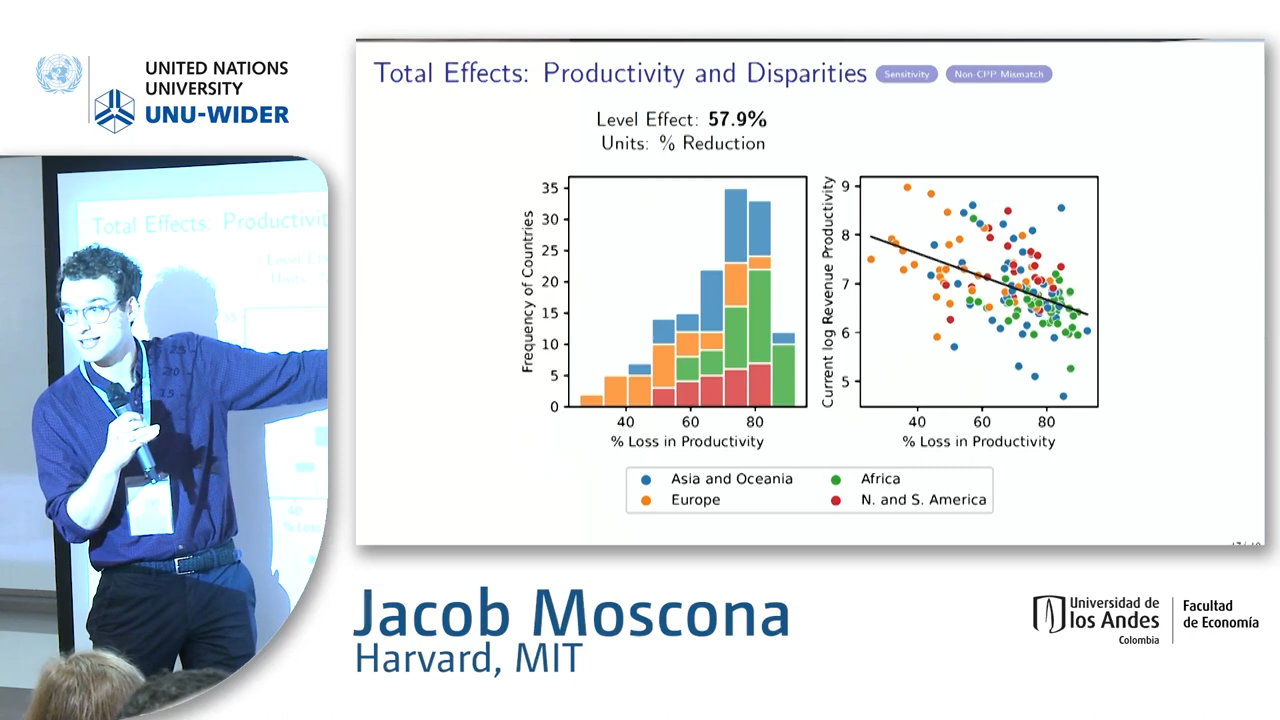 UNITED NATIONS
UNIVERSITY
UNU-WIDER
Total Effects: Productivity and Disparities
Sensitivity
Non-CPP Mismatch
Level Effect: 57.9%
Units: % Reduction
Frequency of Countries
35
30
25
20
15
10
5
0
40
60
80
% Loss in Productivity
Current log Revenue Productivity
9
8
7
6
5
40
60
80
% Loss in Productivity
Asia and Oceania
Africa
Europe
N. and S. America
Total Effects: Productivit
Jacob Moscona
Harvard, MIT
Universidad de
los Andes
Colombia
Facultad
de Economía